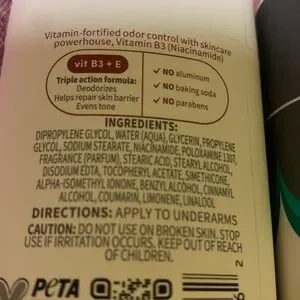 Vitamin-fortified odor control with skincare
powerhouse, Vitamin B3 (Niacinamide)
vit B3 + E
Triple action formula:
Deodorizes
Helps repair skin barrier
Evens tone
✓ NO aluminum
✓ NO baking soda
✓ NO parabens
INGREDIENTS:
DIPROPYLENE GLYCOL, WATER (AQUA), GLYCERIN, PROPYLENE
GLYCOL, SODIUM STEARATE, NIACINAMIDE, POLOXAMINE 1307,
FRAGRANCE (PARFUM), STEARIC ACID, STEARYL ALCOHOL,
DISODIUM EDTA, TOCOPHERYL ACETATE, SIMETHICONE,
ALPHA-ISOMETHYL IONONE, BENZYL ALCOHOL, CINNAMYL
ALCOHOL, COUMARIN, LIMONENE, LINALOOL
DIRECTIONS: APPLY TO UNDERARMS
CAUTION: DO NOT USE ON BROKEN SKIN. STOP
USE IF IRRITATION OCCURS. KEEP OUT OF REACH
OF CHILDREN.
PETA